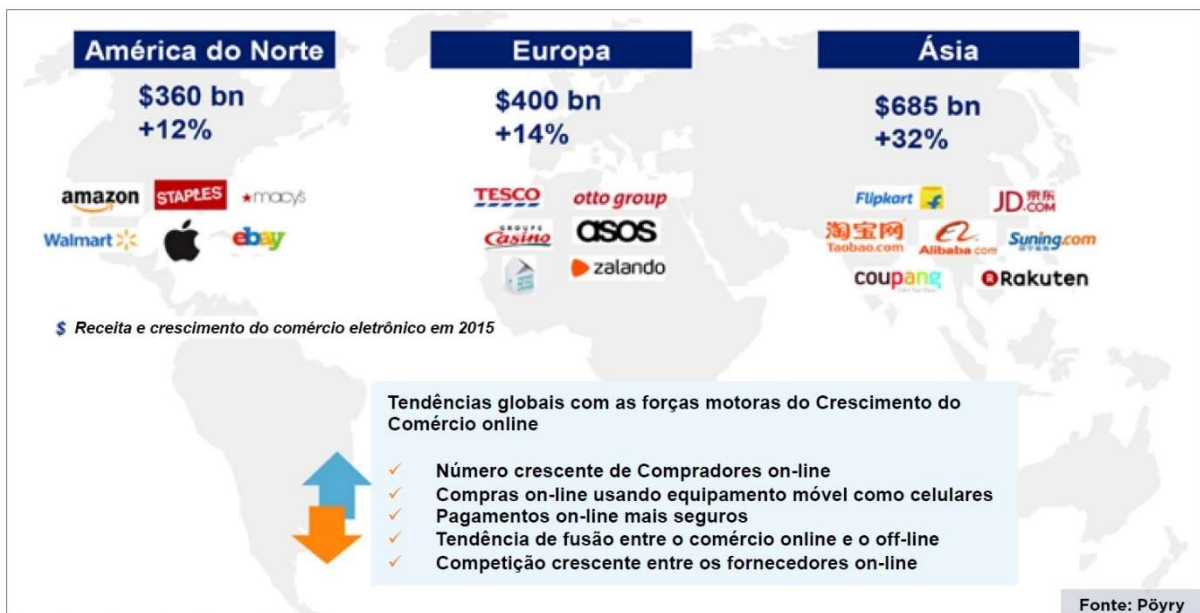 América do Norte
$360 bn
+12%
amazon
STAPLES
macy's
Walmart
ebay
Europa
$400 bn
+14%
TESCO
otto group
GROUPE
Casino
asos
zalando
Ásia
$685 bn
+32%
Flipkart
JD.COM 京东
淘宝网
Taobao.com
Alibaba.com
Suning.com
coupang
Rakuten
$ Receita e crescimento do comércio eletrônico em 2015
Tendências globais com as forças motoras do Crescimento do
Comércio online
Número crescente de Compradores on-line
Compras on-line usando equipamento móvel como celulares
Pagamentos on-line mais seguros
Tendência de fusão entre o comércio online e o off-line
Competição crescente entre os fornecedores on-line
Fonte: Pöyry